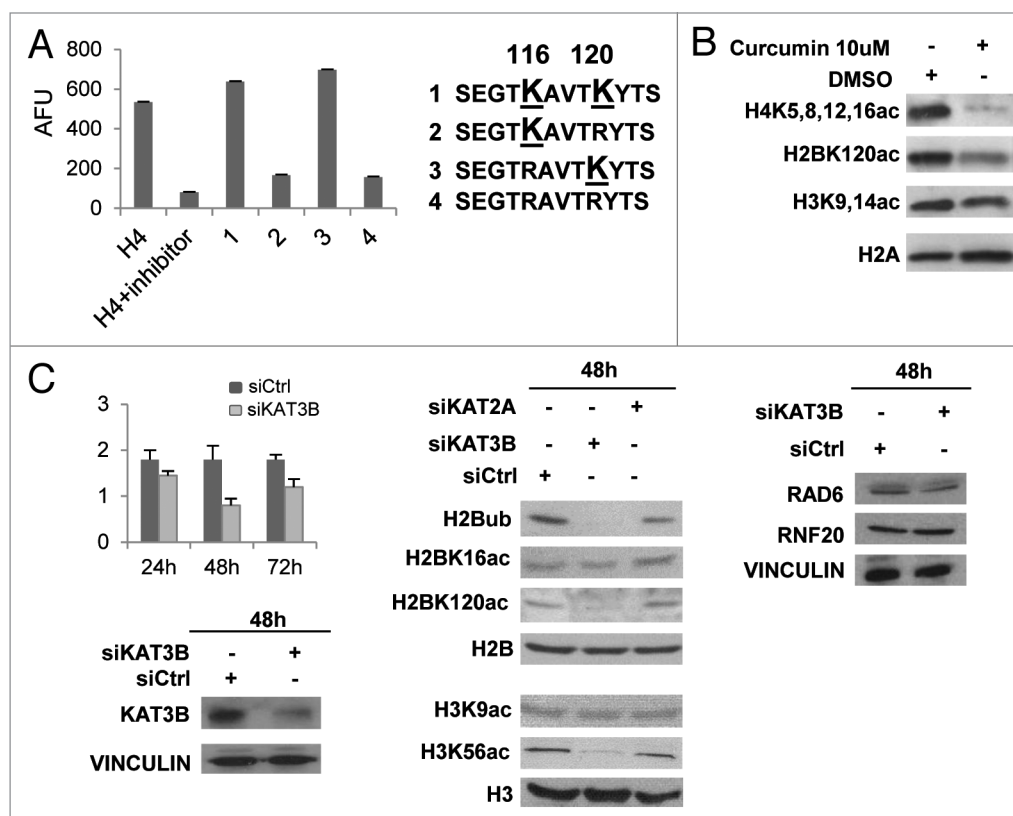 A
800
600
400
200
0
AFU
H4
H4+inhibitor
1
2
3
4
116 120
1 SEGTKAVTKYTS
2 SEGTKAVTRYTS
3 SEGTRAVTKYTS
4 SEGTRAVTRYTS
B
Curcumin 10uM - +
DMSO + -
H4K5,8,12,16ac
H2BK120ac
H3K9,14ac
H2A
C
siCtrl
siKAT3B
3
2
1
0
24h 48h 72h
48h
siKAT3B - +
siCtrl + -
KAT3B
VINCULIN
48h
siKAT2A - - +
siKAT3B - + -
siCtrl + - -
H2Bub
H2BK16ac
H2BK120ac
H2B
H3K9ac
H3K56ac
H3
48h
siKAT3B - +
siCtrl + -
RAD6
RNF20
VINCULIN